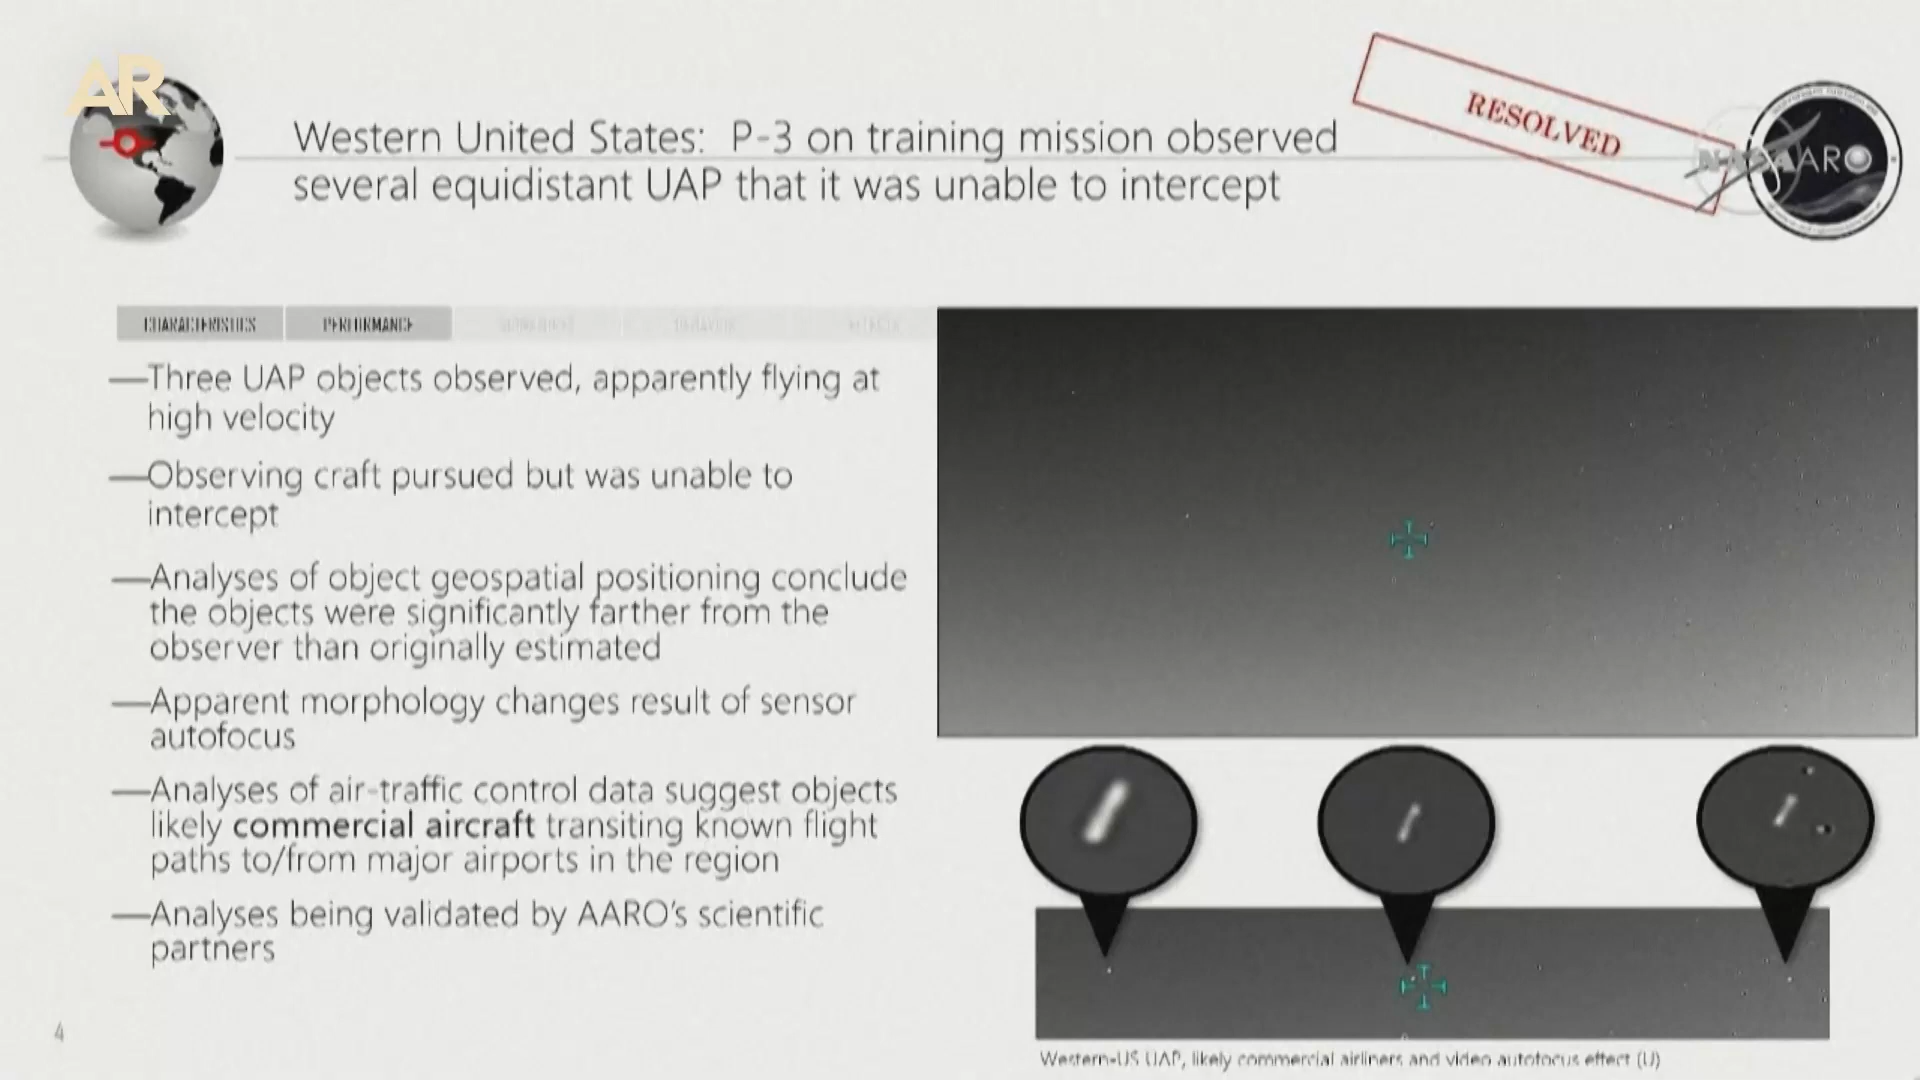 AR
Western United States: P-3 on training mission observed
several equidistant UAP that it was unable to intercept
RESOLVED
NASA
AARO
CHARACTERISTICS PERFORMANCE
—Three UAP objects observed, apparently flying at
high velocity
—Observing craft pursued but was unable to
intercept
—Analyses of object geospatial positioning conclude
the objects were significantly farther from the
observer than originally estimated
—Apparent morphology changes result of sensor
autofocus
—Analyses of air-traffic control data suggest objects
likely commercial aircraft transiting known flight
paths to/from major airports in the region
—Analyses being validated by AARO's scientific
partners
4
Western-US UAP, likely commercial airliners and video autofocus effect (U)